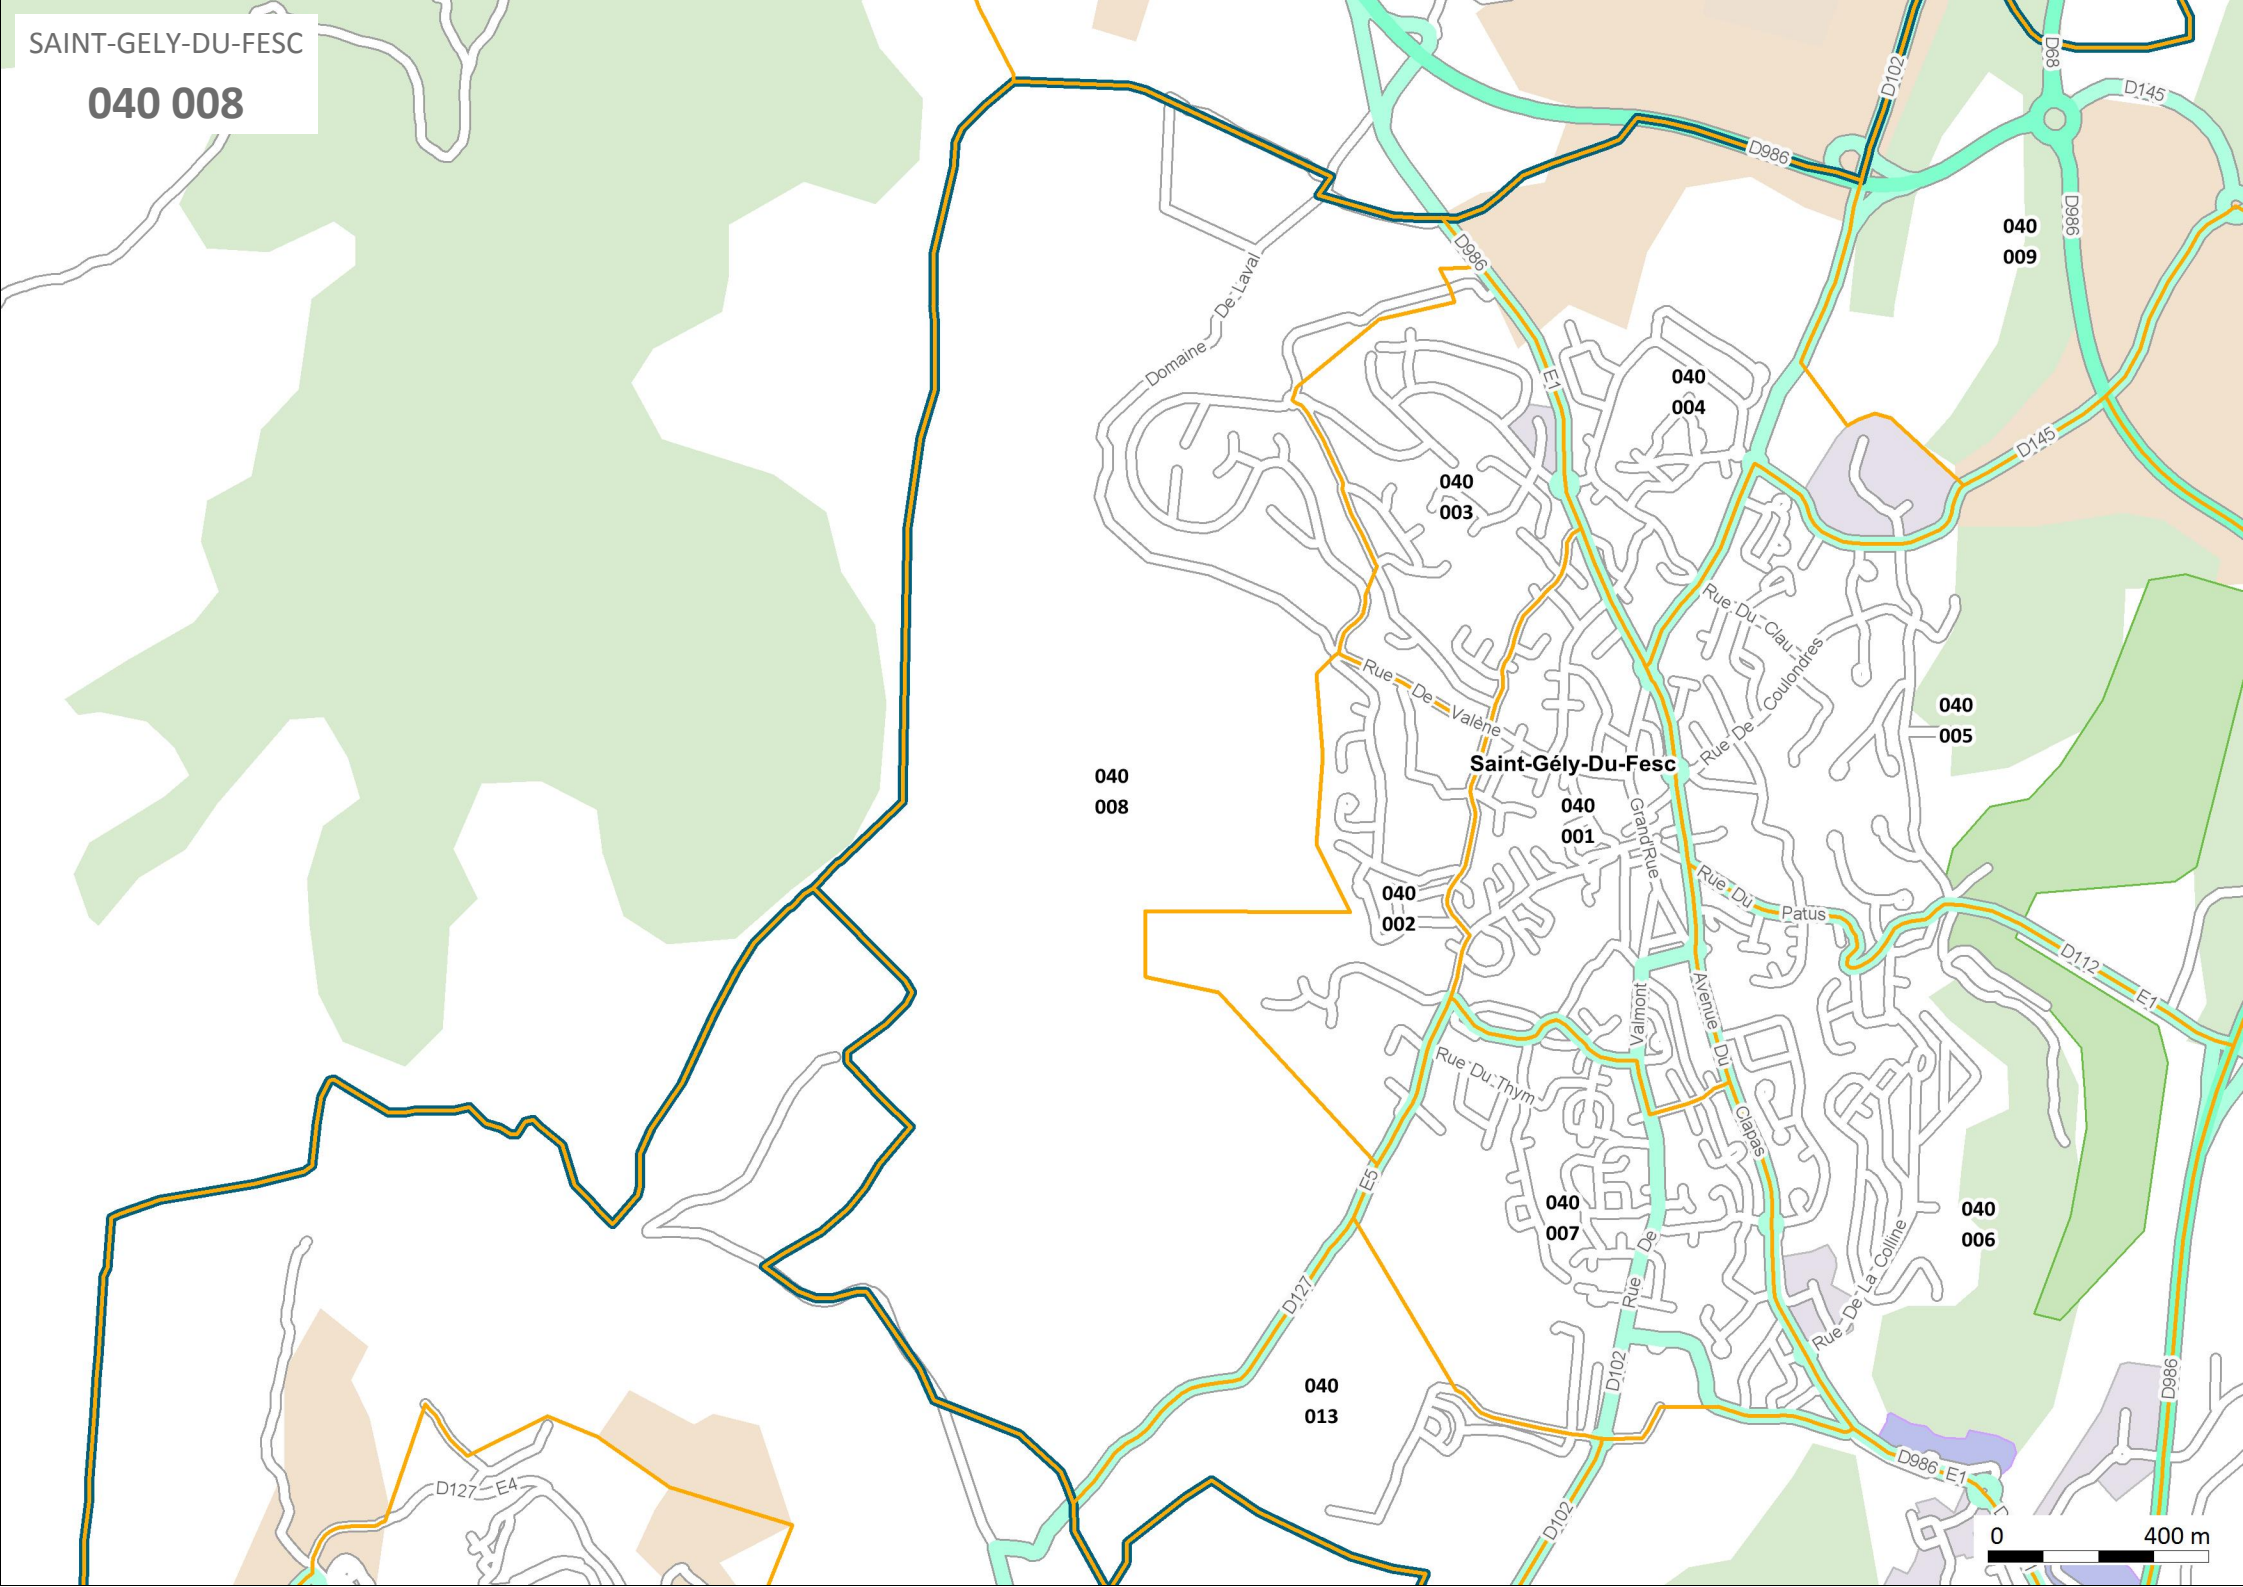 SAINT-GELY-DU-FESC
040 008
D102
D68
D145
D986
D986
D986
040
009
Domaine De Laval
E1
040
004
D145
040
003
Rue Du Clau
Rue De Coulondres
Rue De Valène
040
005
Saint-Gély-Du-Fesc
040
008
040
001
Grand'Rue
Rue Du Patus
040
002
D112
E1
Valmont
Avenue Du
Rue Du Thym
Clapas
E5
040
007
040
006
Rue De
Rue De La Colline
D127
D102
D986
040
013
D127 E4
D986 E1
D102
0 400 m